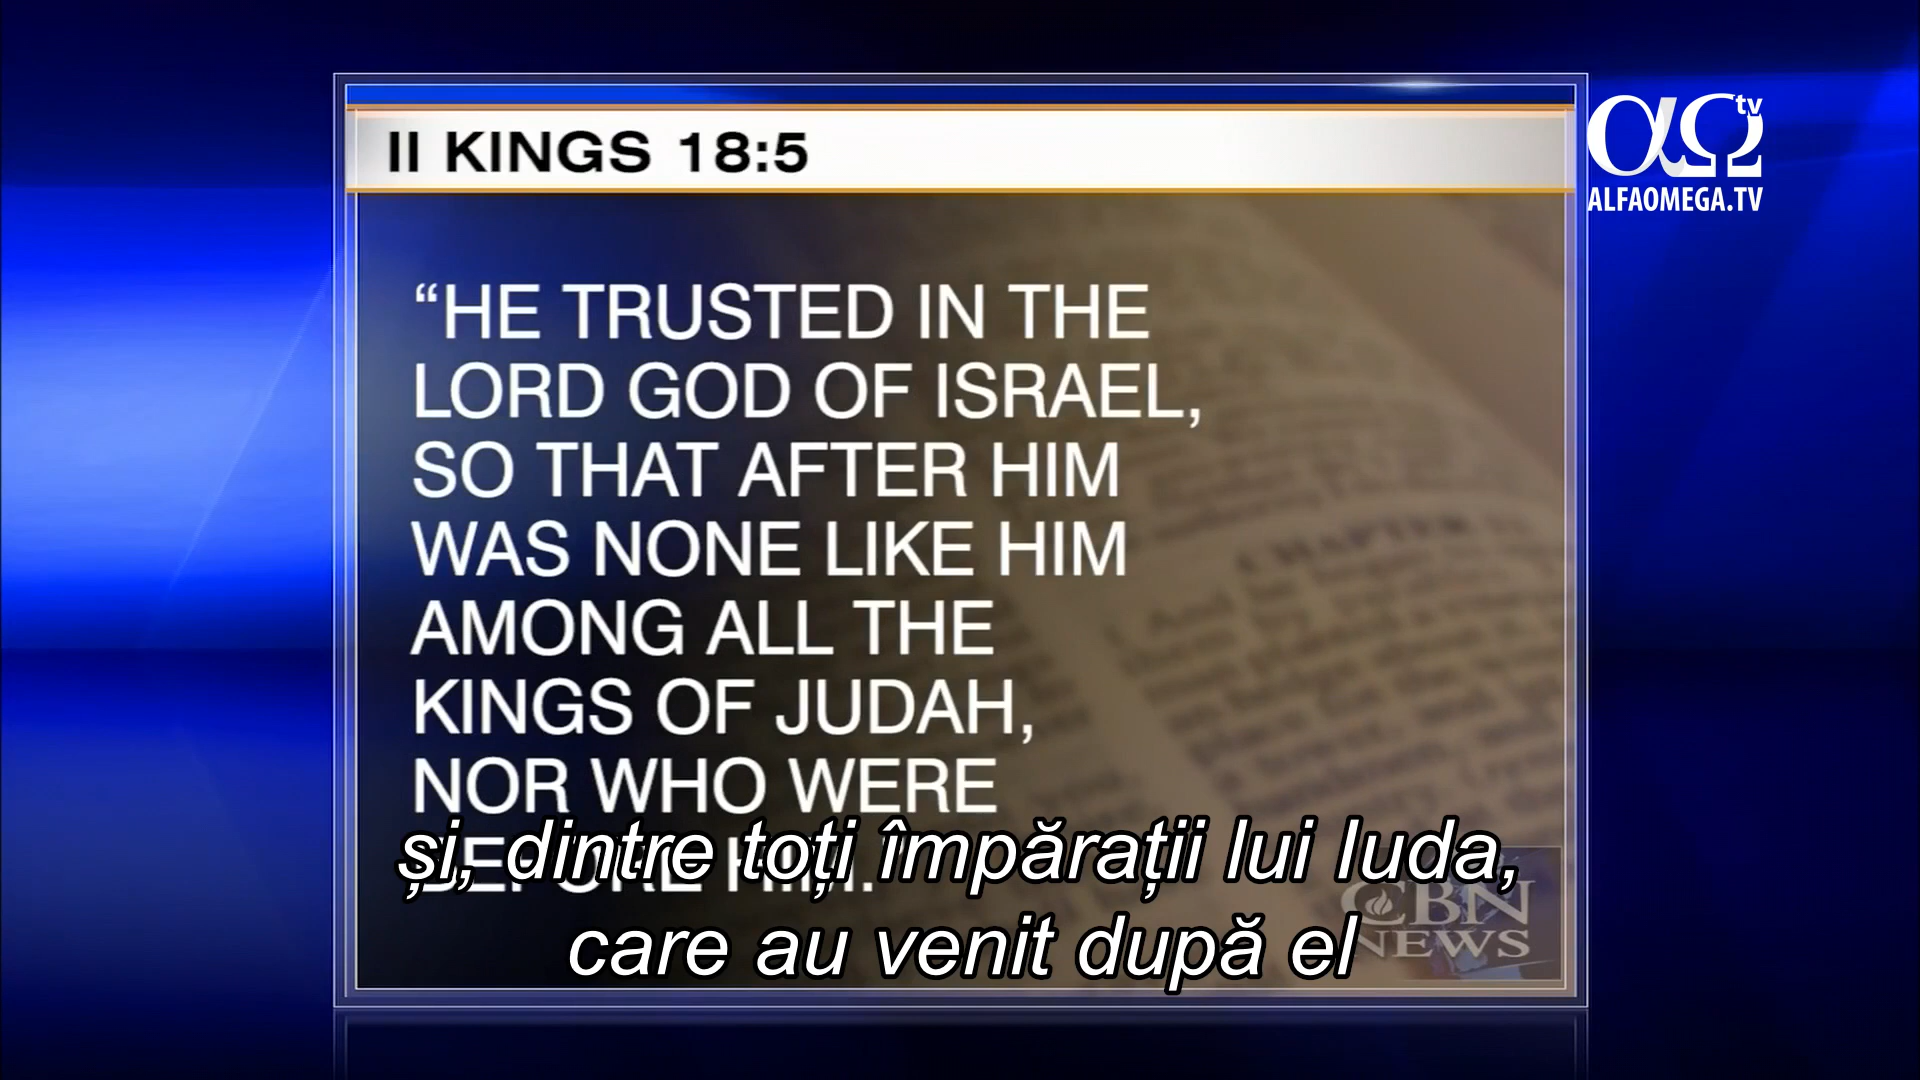 II KINGS 18:5
αΩ tv
ALFAOMEGA.TV
“HE TRUSTED IN THE
LORD GOD OF ISRAEL,
SO THAT AFTER HIM
WAS NONE LIKE HIM
AMONG ALL THE
KINGS OF JUDAH,
NOR WHO WERE
BEFORE HIM.
și, dintre toți împărații lui Iuda,
care au venit după el
CBN
NEWS